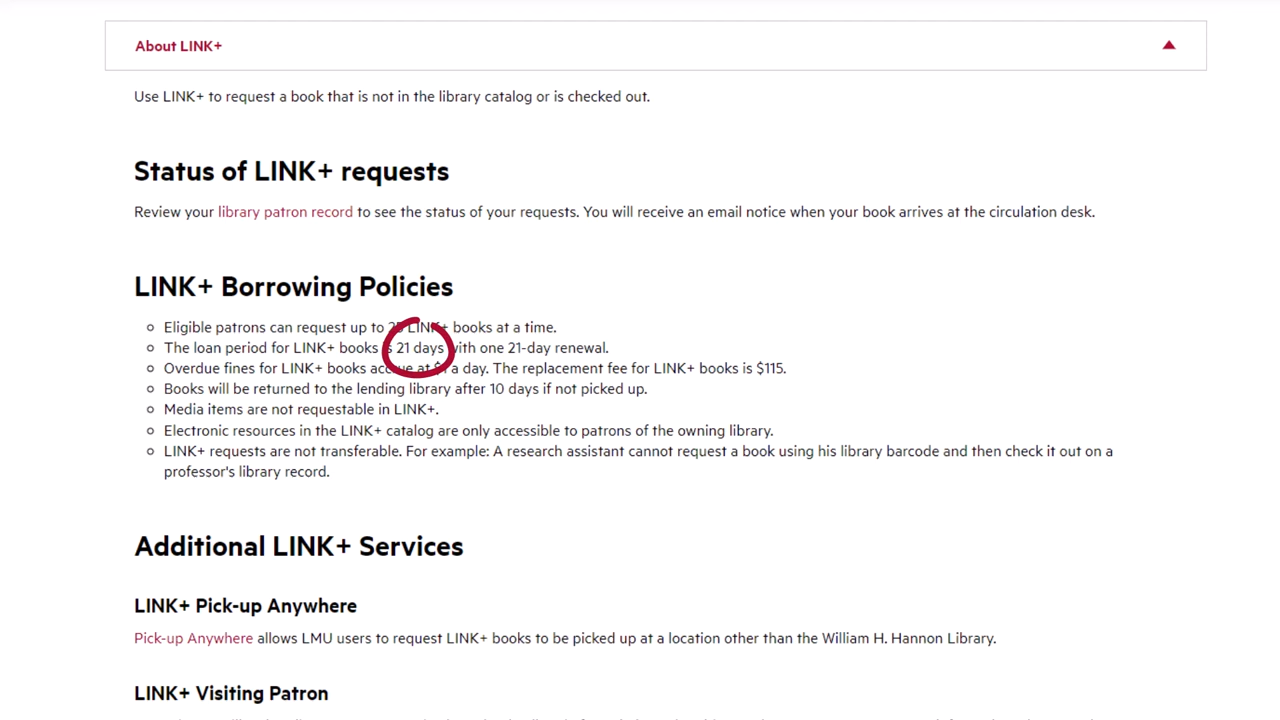 About LINK+
Use LINK+ to request a book that is not in the library catalog or is checked out.
Status of LINK+ requests
Review your library patron record to see the status of your requests. You will receive an email notice when your book arrives at the circulation desk.
LINK+ Borrowing Policies
Eligible patrons can request up to LINK+ books at a time.
The loan period for LINK+ books is 21 days with one 21-day renewal.
Overdue fines for LINK+ books accrue at a day. The replacement fee for LINK+ books is $115.
Books will be returned to the lending library after 10 days if not picked up.
Media items are not requestable in LINK+.
Electronic resources in the LINK+ catalog are only accessible to patrons of the owning library.
LINK+ requests are not transferable. For example: A research assistant cannot request a book using his library barcode and then check it out on a
professor's library record.
Additional LINK+ Services
LINK+ Pick-up Anywhere
Pick-up Anywhere allows LMU users to request LINK+ books to be picked up at a location other than the William H. Hannon Library.
LINK+ Visiting Patron